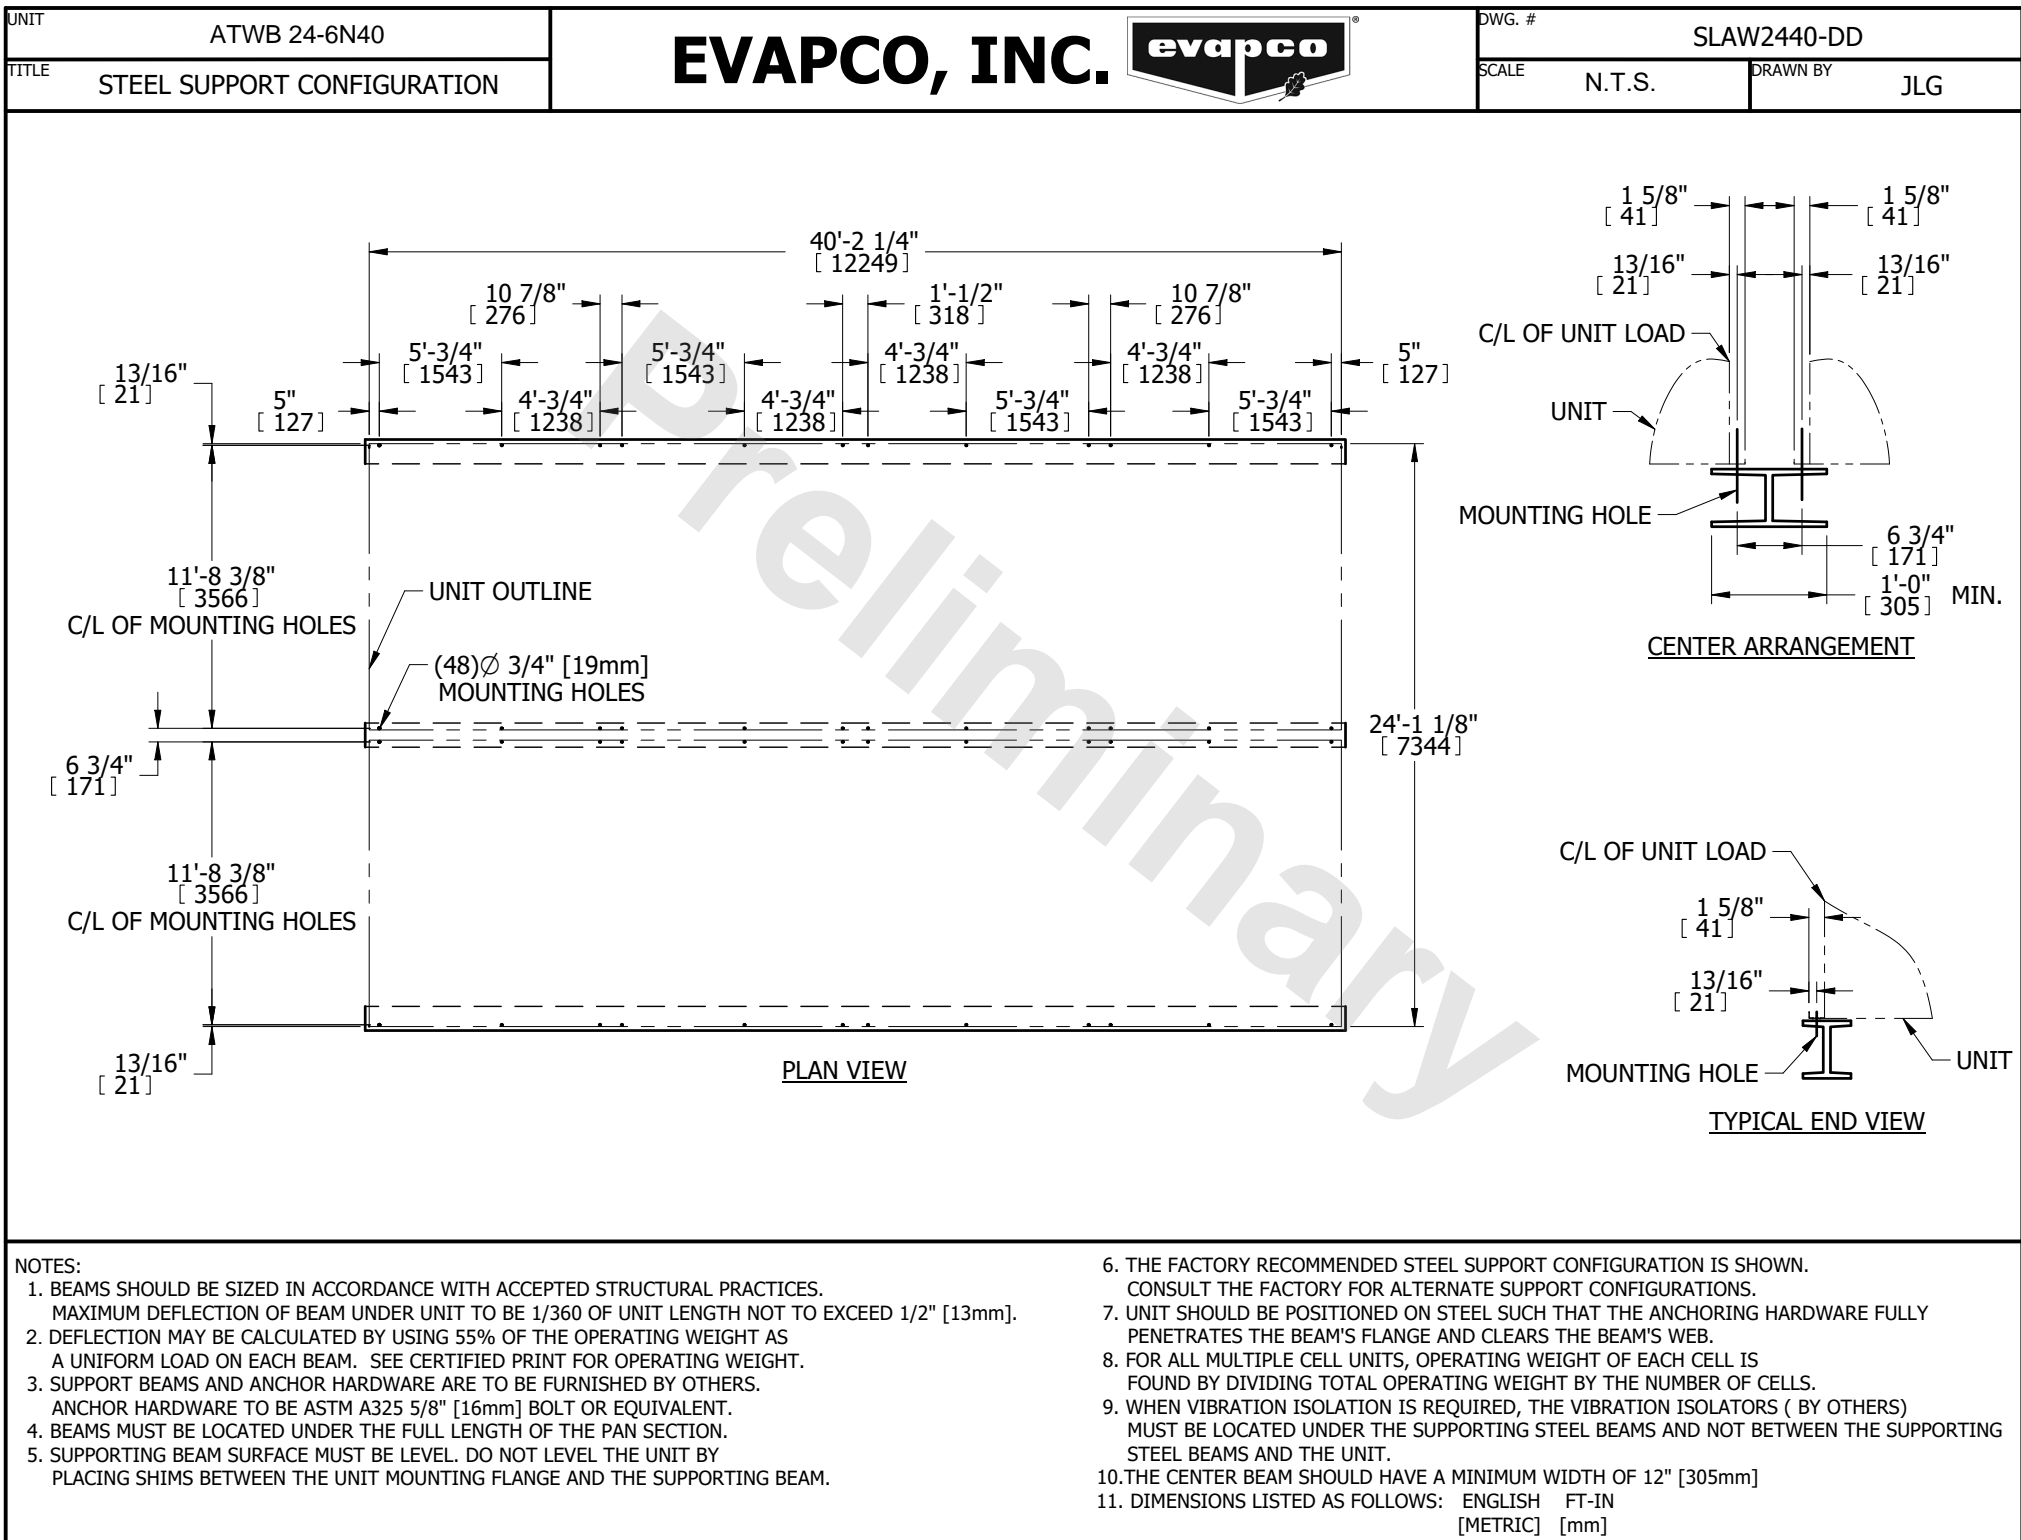 UNIT
ATWB 24-6N40
TITLE
STEEL SUPPORT CONFIGURATION
EVAPCO, INC.
evapco
®
DWG. #
SLAW2440-DD
SCALE
N.T.S.
DRAWN BY
JLG
40'-2 1/4"
[ 12249]
10 7/8"
[ 276]
1'-1/2"
[ 318 ]
10 7/8"
[ 276]
5'-3/4"
[ 1543]
5'-3/4"
[ 1543]
4'-3/4"
[ 1238]
4'-3/4"
[ 1238]
5"
[ 127]
13/16"
[ 21]
5"
[ 127]
4'-3/4"
[ 1238]
4'-3/4"
[ 1238]
5'-3/4"
[ 1543]
5'-3/4"
[ 1543]
11'-8 3/8"
[ 3566]
C/L OF MOUNTING HOLES
UNIT OUTLINE
(48)Ø 3/4" [19mm]
MOUNTING HOLES
6 3/4"
[ 171]
24'-1 1/8"
[ 7344]
11'-8 3/8"
[ 3566]
C/L OF MOUNTING HOLES
13/16"
[ 21]
PLAN VIEW
Preliminary
1 5/8"
[ 41]
1 5/8"
[ 41]
13/16"
[ 21]
13/16"
[ 21]
C/L OF UNIT LOAD
UNIT
MOUNTING HOLE
6 3/4"
[ 171]
1'-0"
[ 305] MIN.
CENTER ARRANGEMENT
C/L OF UNIT LOAD
1 5/8"
[ 41]
13/16"
[ 21]
MOUNTING HOLE
UNIT
TYPICAL END VIEW
NOTES:
1. BEAMS SHOULD BE SIZED IN ACCORDANCE WITH ACCEPTED STRUCTURAL PRACTICES.
MAXIMUM DEFLECTION OF BEAM UNDER UNIT TO BE 1/360 OF UNIT LENGTH NOT TO EXCEED 1/2" [13mm].
2. DEFLECTION MAY BE CALCULATED BY USING 55% OF THE OPERATING WEIGHT AS
A UNIFORM LOAD ON EACH BEAM. SEE CERTIFIED PRINT FOR OPERATING WEIGHT.
3. SUPPORT BEAMS AND ANCHOR HARDWARE ARE TO BE FURNISHED BY OTHERS.
ANCHOR HARDWARE TO BE ASTM A325 5/8" [16mm] BOLT OR EQUIVALENT.
4. BEAMS MUST BE LOCATED UNDER THE FULL LENGTH OF THE PAN SECTION.
5. SUPPORTING BEAM SURFACE MUST BE LEVEL. DO NOT LEVEL THE UNIT BY
PLACING SHIMS BETWEEN THE UNIT MOUNTING FLANGE AND THE SUPPORTING BEAM.
6. THE FACTORY RECOMMENDED STEEL SUPPORT CONFIGURATION IS SHOWN.
CONSULT THE FACTORY FOR ALTERNATE SUPPORT CONFIGURATIONS.
7. UNIT SHOULD BE POSITIONED ON STEEL SUCH THAT THE ANCHORING HARDWARE FULLY
PENETRATES THE BEAM'S FLANGE AND CLEARS THE BEAM'S WEB.
8. FOR ALL MULTIPLE CELL UNITS, OPERATING WEIGHT OF EACH CELL IS
FOUND BY DIVIDING TOTAL OPERATING WEIGHT BY THE NUMBER OF CELLS.
9. WHEN VIBRATION ISOLATION IS REQUIRED, THE VIBRATION ISOLATORS ( BY OTHERS)
MUST BE LOCATED UNDER THE SUPPORTING STEEL BEAMS AND NOT BETWEEN THE SUPPORTING
STEEL BEAMS AND THE UNIT.
10.THE CENTER BEAM SHOULD HAVE A MINIMUM WIDTH OF 12" [305mm]
11. DIMENSIONS LISTED AS FOLLOWS: ENGLISH FT-IN
[METRIC] [mm]